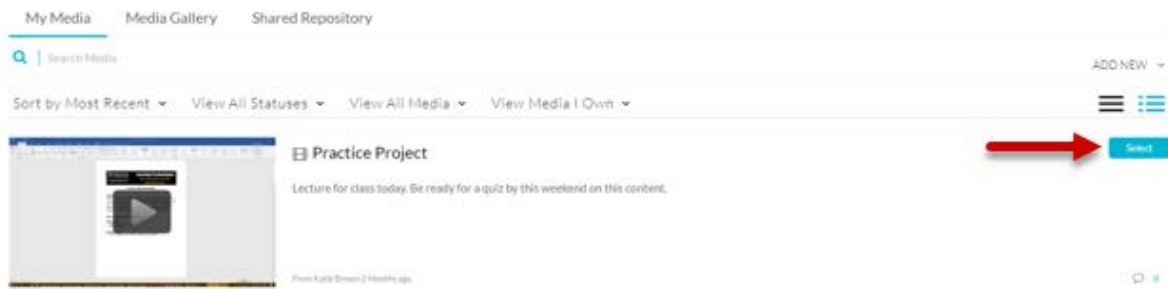 My Media Media Gallery Shared Repository
Search Media
ADD NEW
Sort by Most Recent View All Statuses View All Media View Media I Own
Practice Project
Select
Lecture for class today. Be ready for a quiz by this weekend on this content.
From Katie Brown 2 Months ago
0